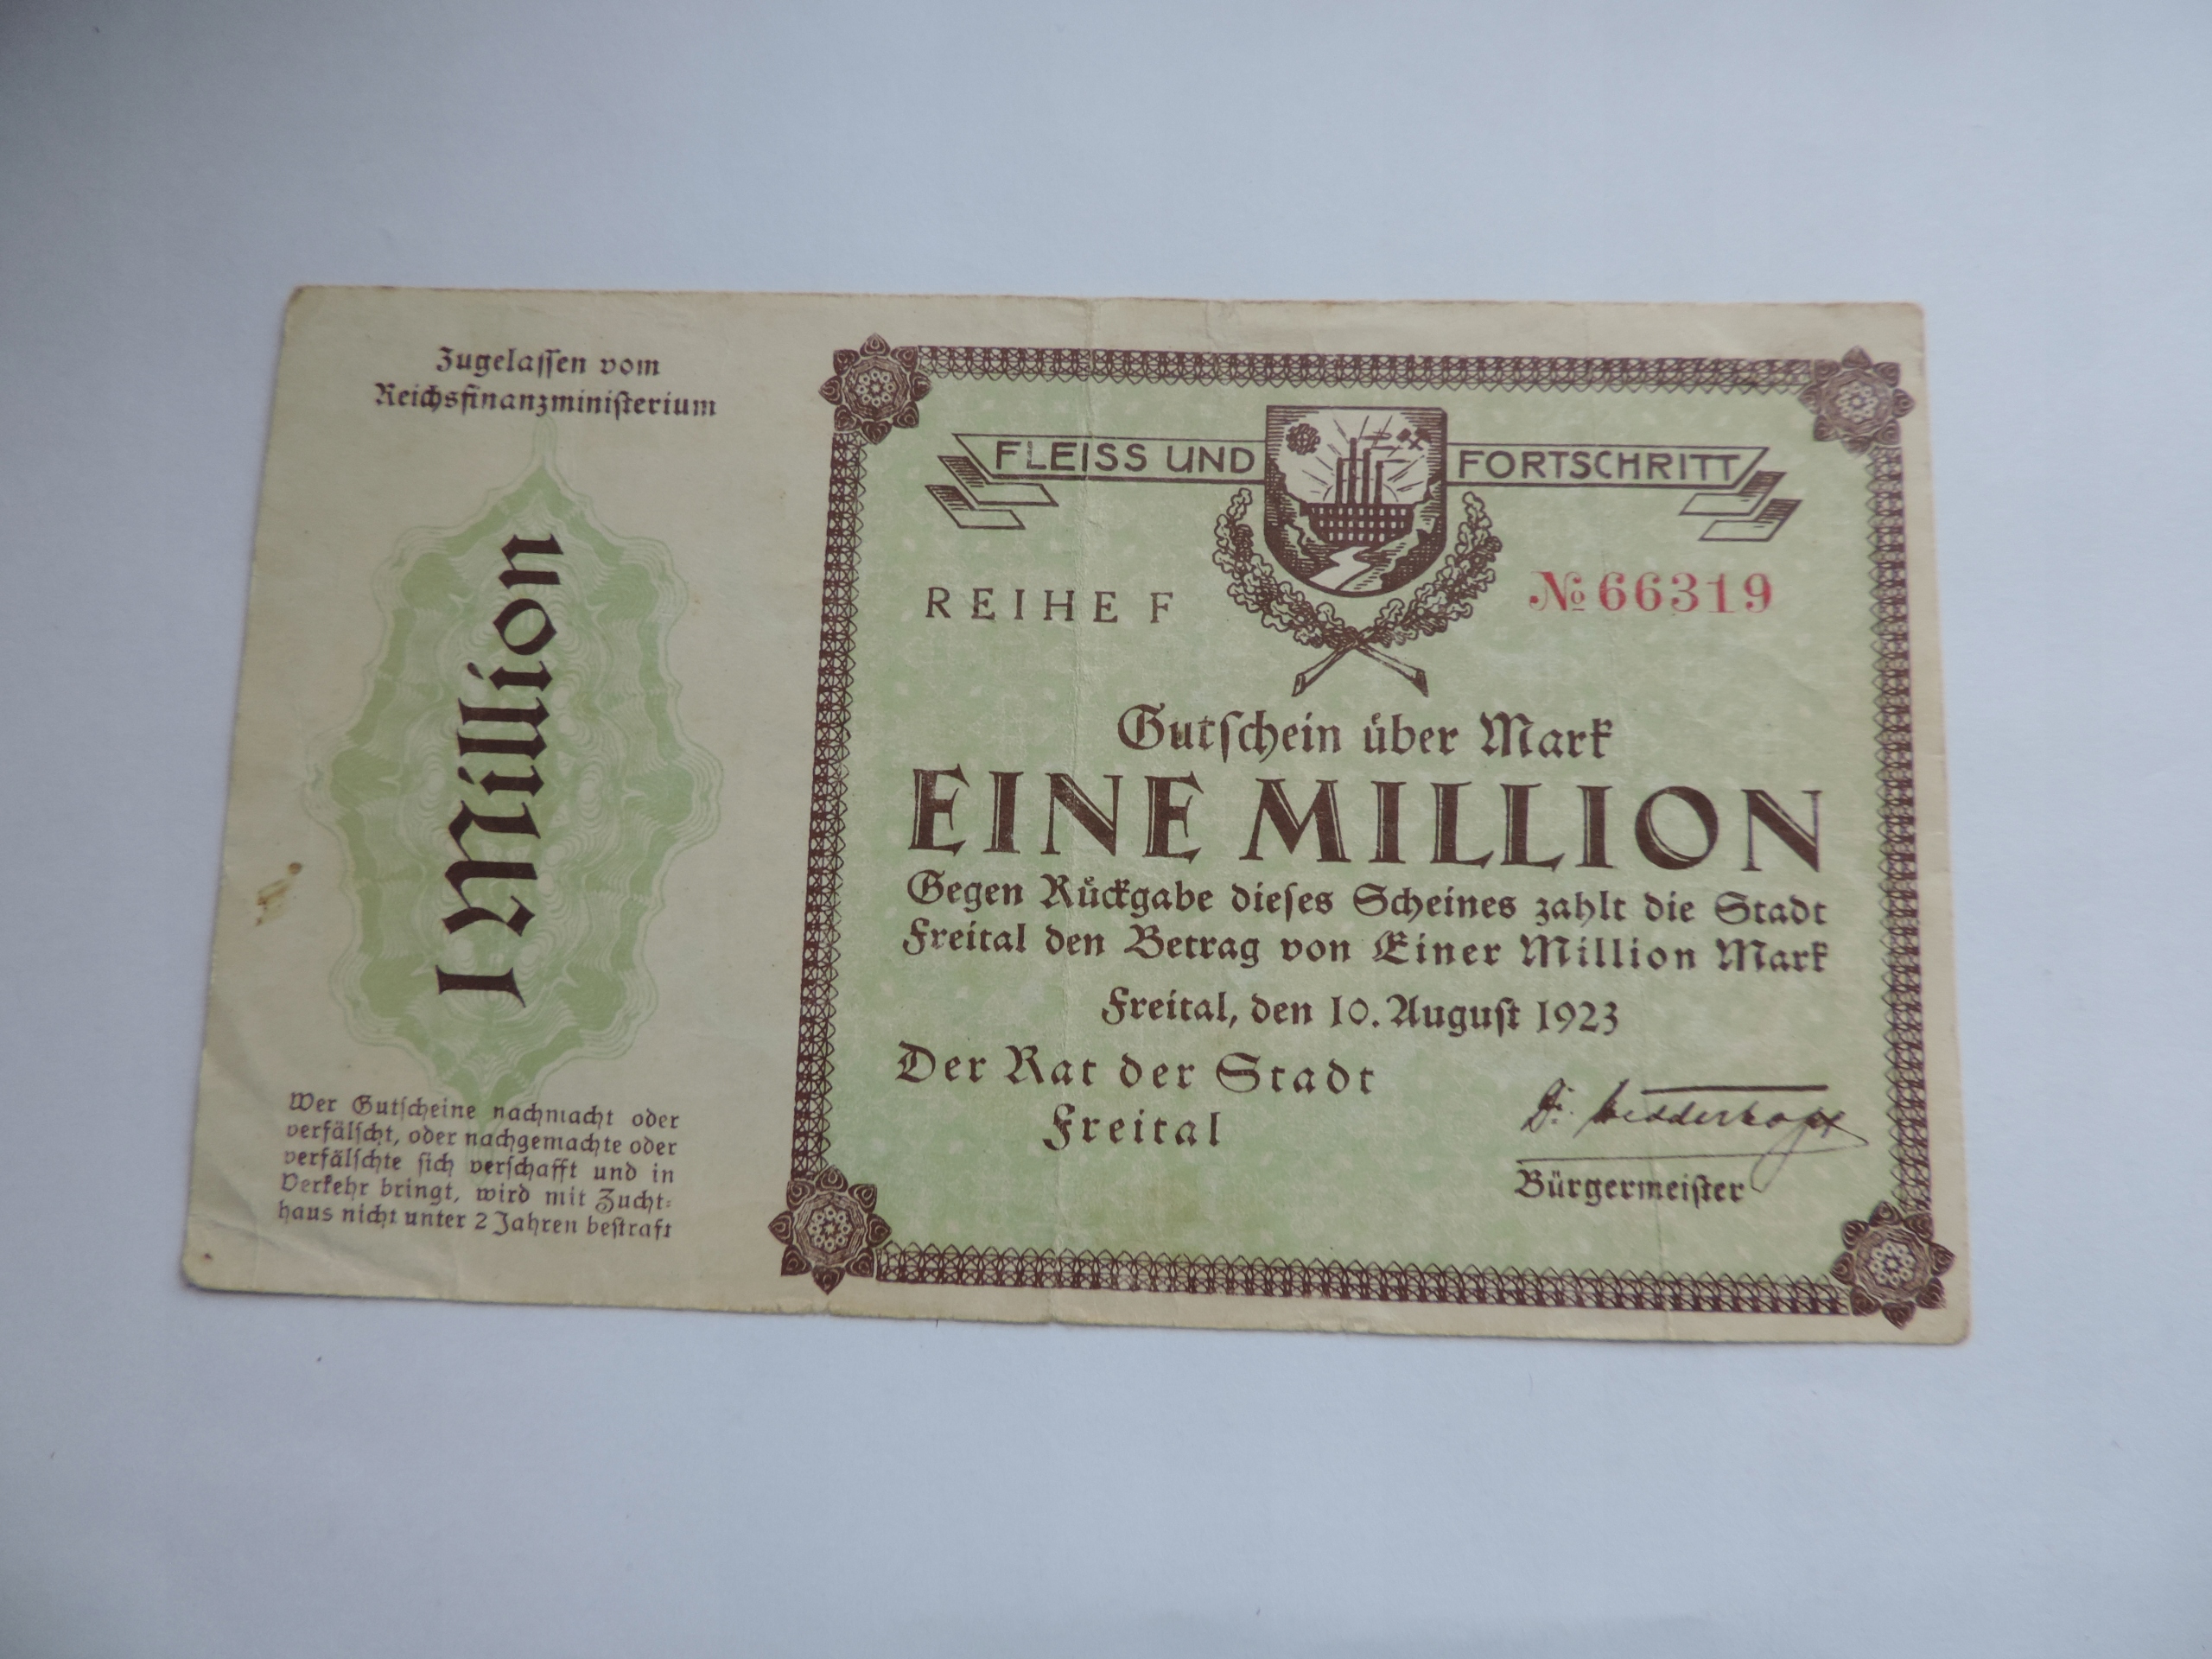 Zugelassen vom
Reichsfinanzministerium
1 Million
Wer Gutscheine nachmacht oder
verfälscht, oder nachgemachte oder
verfälschte sich verschafft und in
Verkehr bringt, wird mit Zucht-
haus nicht unter 2 Jahren bestraft
FLEISS UND FORTSCHRITT
REIHE F
№ 66319
Gutschein über Mark
EINE MILLION
Gegen Rückgabe dieses Scheines zahlt die Stadt
Freital den Betrag von Einer Million Mark
Freital, den 10. August 1923
Der Rat der Stadt
Freital
Dr. Wedderkopf
Bürgermeister